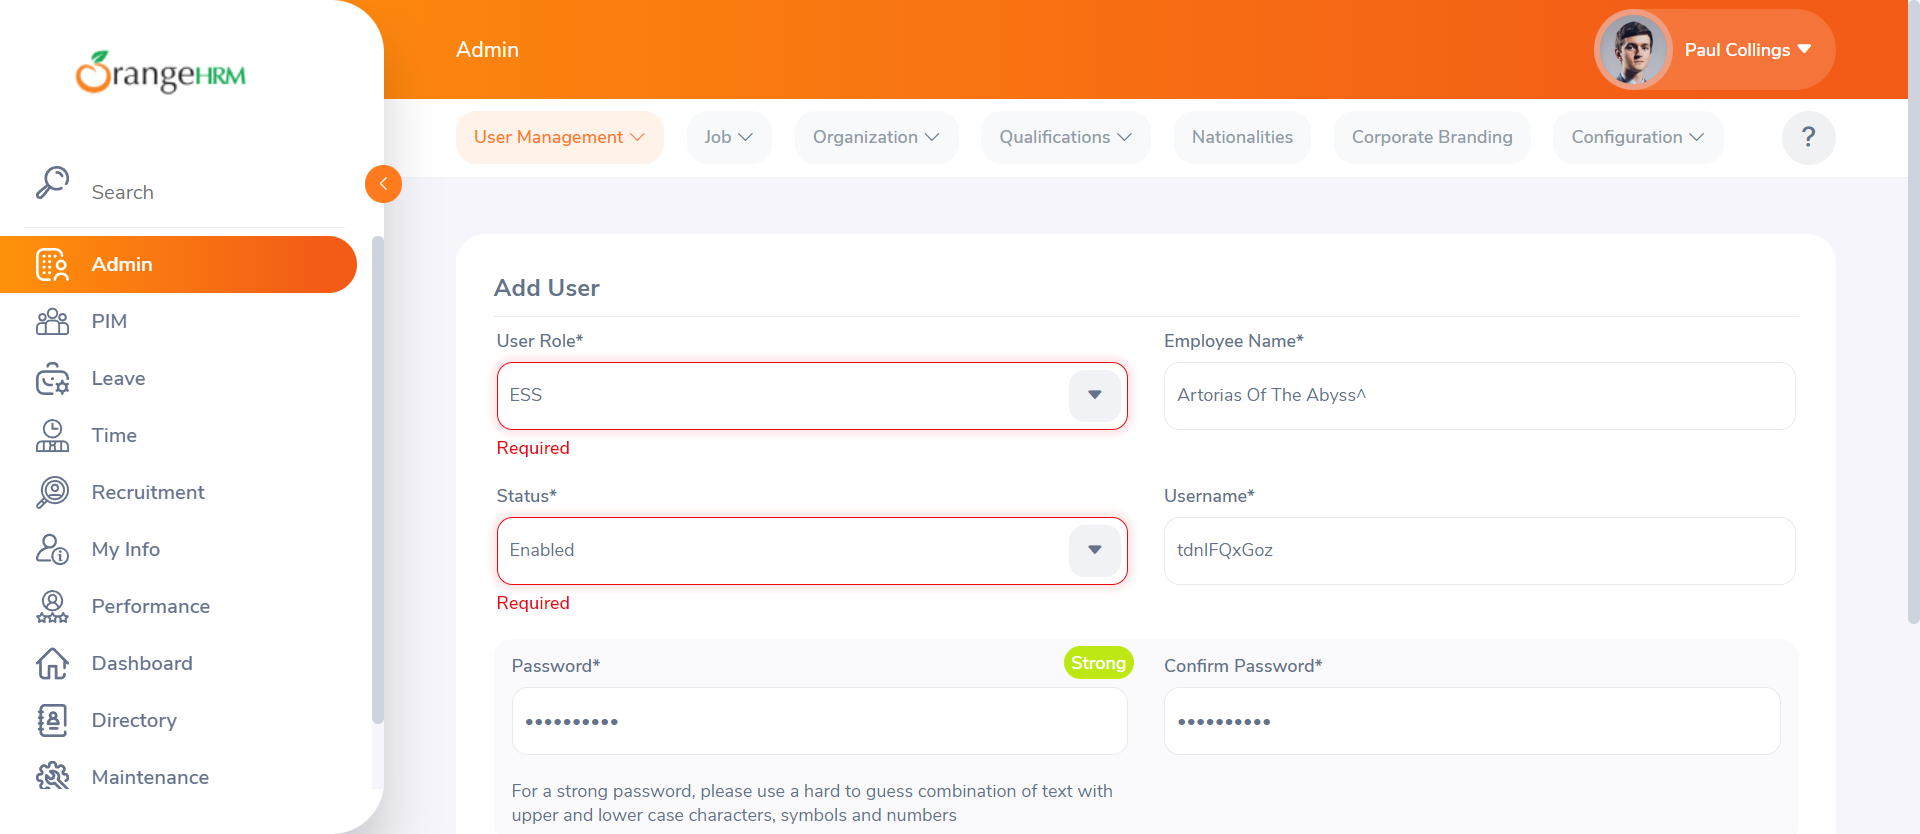 OrangeHRM
Admin
Paul Collings
User Management
Job
Organization
Qualifications
Nationalities
Corporate Branding
Configuration
?
Search
Admin
PIM
Leave
Time
Recruitment
My Info
Performance
Dashboard
Directory
Maintenance
Add User
User Role*
ESS
Required
Employee Name*
Artorias Of The Abyss^
Status*
Enabled
Required
Username*
tdnIFQxGoz
Password*
Strong
••••••••••
Confirm Password*
••••••••••
For a strong password, please use a hard to guess combination of text with
upper and lower case characters, symbols and numbers